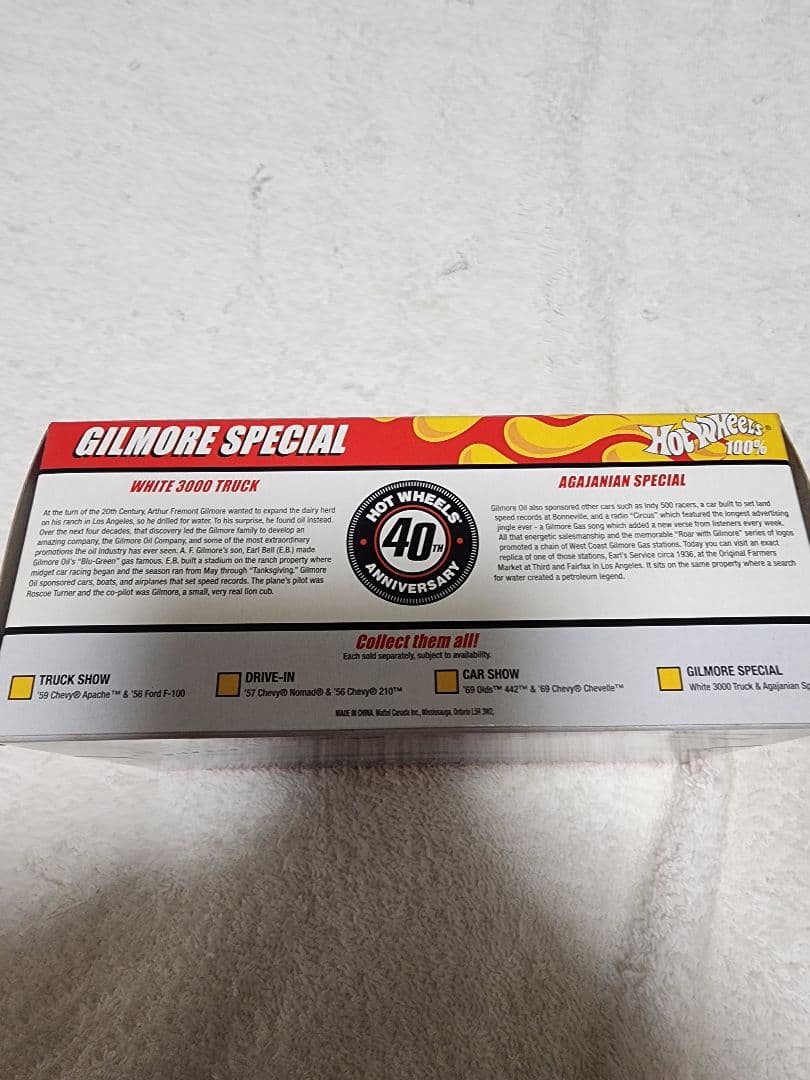 GILMORE SPECIAL
HOT WHEELS®
100%
WHITE 3000 TRUCK
At the turn of the 20th Century, Arthur Fremont Gilmore wanted to expand the dairy herd
on his ranch in Los Angeles, so he drilled for water. To his surprise, he found oil instead.
Over the next four decades, that discovery led the Gilmore family to develop an
amazing company, the Gilmore Oil Company, and some of the most extraordinary
promotions the oil industry has ever seen. A. F. Gilmore's son, Earl Bell (E.B.) made
Gilmore Oil's "Blu-Green" gas famous. E.B. built a stadium on the ranch property where
midget car racing began and the season ran from May through "Tanksgiving." Gilmore
Oil sponsored cars, boats, and airplanes that set speed records. The plane's pilot was
Roscoe Turner and the co-pilot was Gilmore, a small, very real lion cub.
HOT WHEELS®
40TH
ANNIVERSARY
AGAJANIAN SPECIAL
Gilmore Oil also sponsored other cars such as Indy 500 racers, a car built to set land
speed records at Bonneville, and a radio "Circus" which featured the longest advertising
jingle ever - a Gilmore Gas song which added a new verse from listeners every week.
All that energetic salesmanship and the memorable "Roar with Gilmore" series of logos
promoted a chain of West Coast Gilmore Gas stations. Today you can visit an exact
replica of one of those stations, Earl's Service circa 1936, at the Original Farmers
Market at Third and Fairfax in Los Angeles. It sits on the same property where a search
for water created a petroleum legend.
Collect them all!
Each sold separately, subject to availability.
TRUCK SHOW
'59 Chevy® Apache™ & '56 Ford F-100
DRIVE-IN
'57 Chevy® Nomad® & '56 Chevy® 210™
CAR SHOW
'69 Olds™ 442™ & '69 Chevy® Chevelle™
GILMORE SPECIAL
White 3000 Truck & Agajanian Sp
MADE IN CHINA. Mattel Canada Inc., Mississauga, Ontario L5R 3W2.